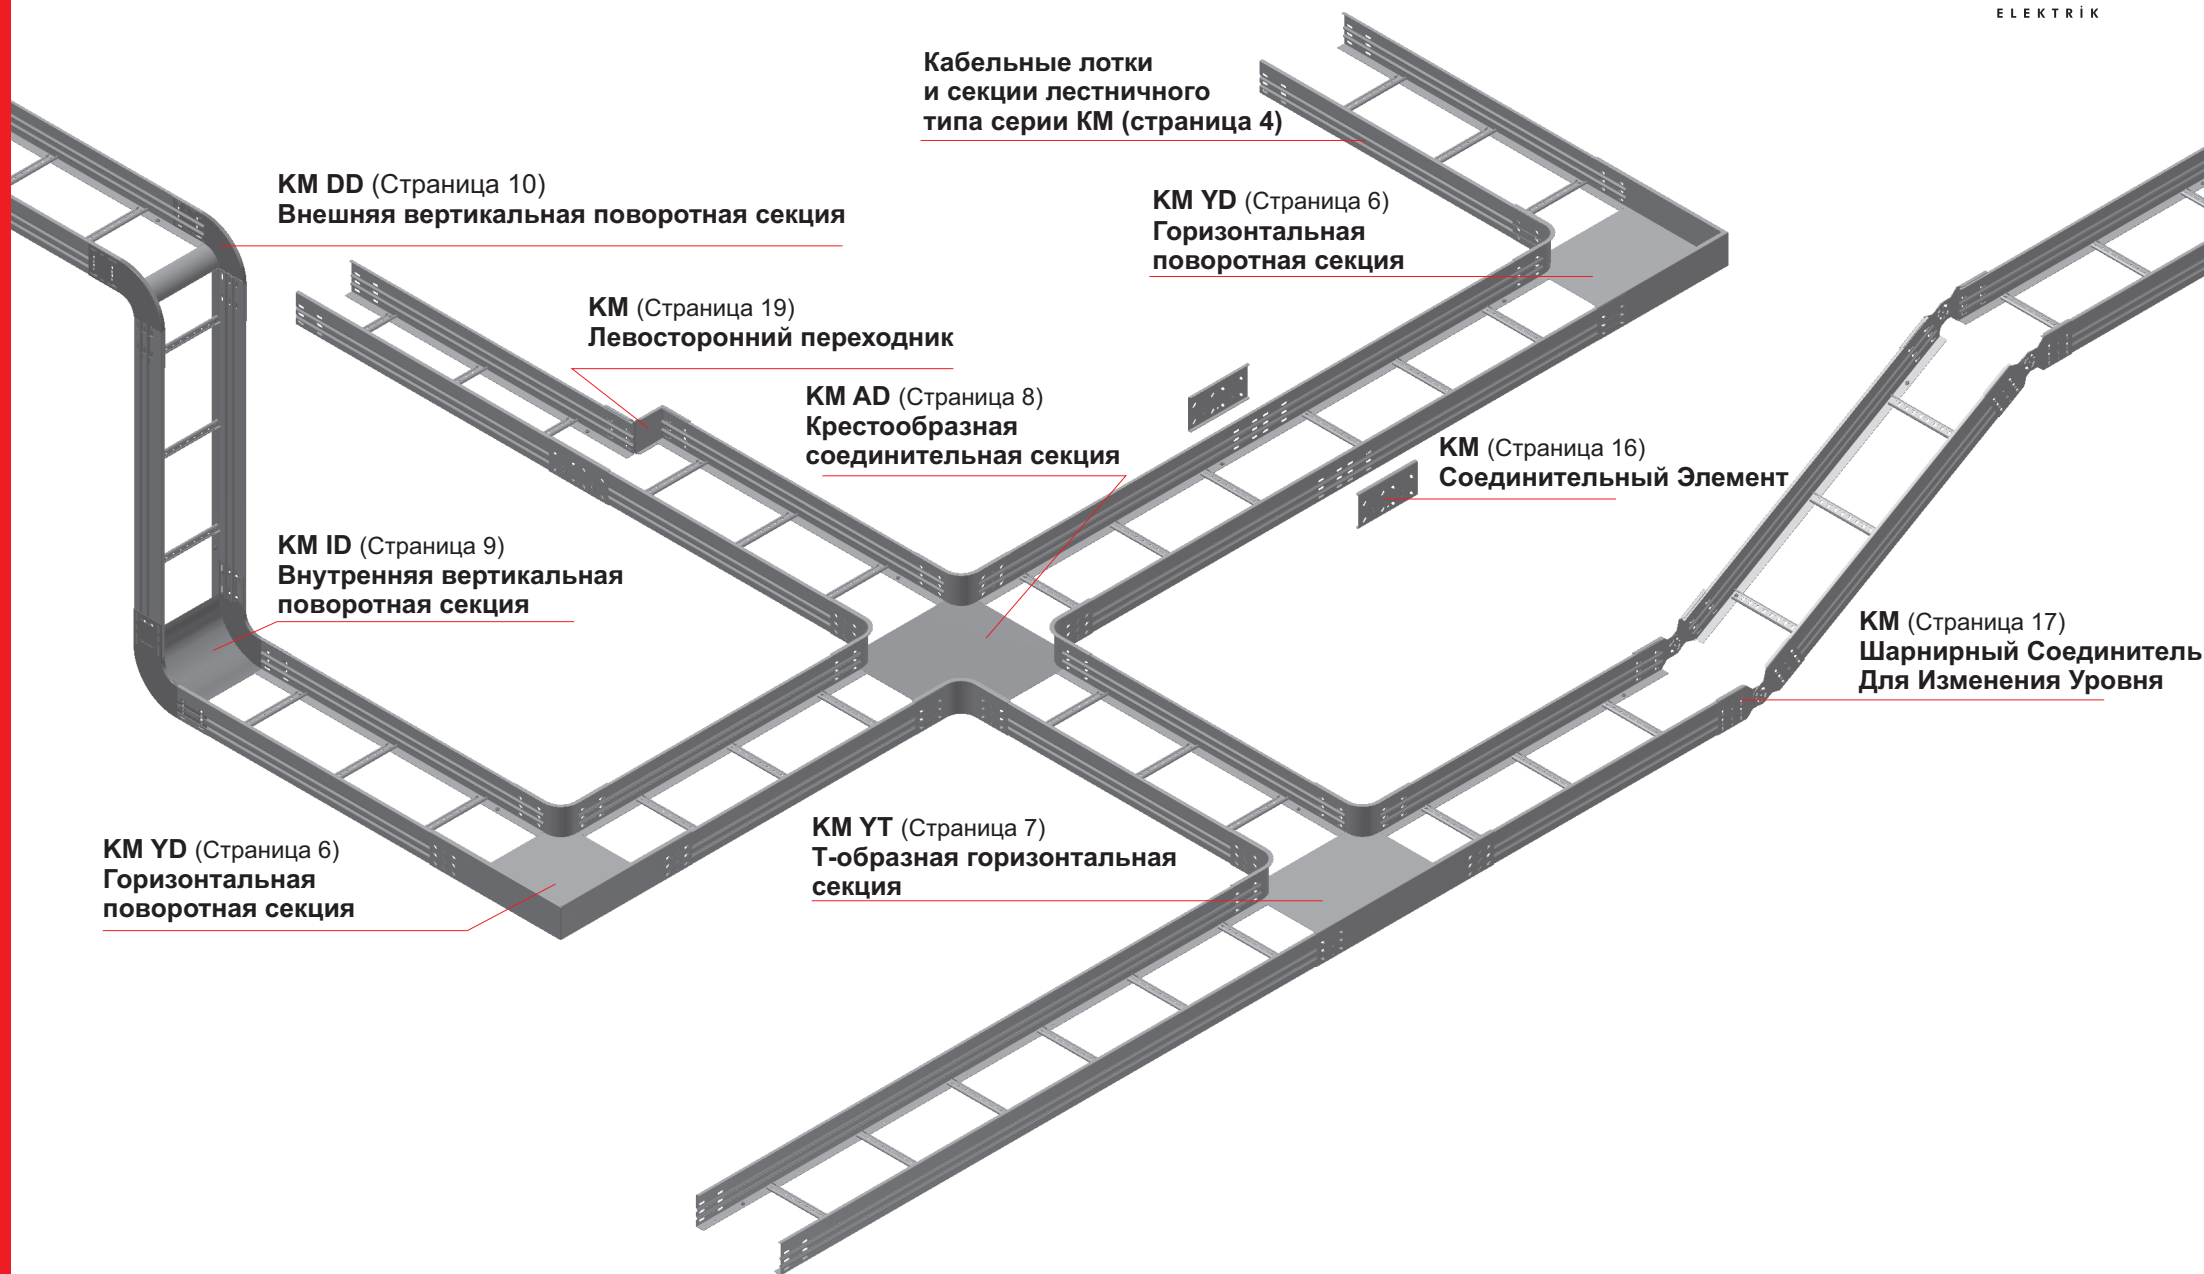 ELEKTRİK
Кабельные лотки
и секции лестничного
типа серии КМ (страница 4)
KM DD (Страница 10)
Внешняя вертикальная поворотная секция
KM YD (Страница 6)
Горизонтальная
поворотная секция
KM (Страница 19)
Левосторонний переходник
KM AD (Страница 8)
Крестообразная
соединительная секция
KM (Страница 16)
Соединительный Элемент
KM ID (Страница 9)
Внутренняя вертикальная
поворотная секция
KM (Страница 17)
Шарнирный Соединитель
Для Изменения Уровня
KM YD (Страница 6)
Горизонтальная
поворотная секция
KM YT (Страница 7)
Т-образная горизонтальная
секция